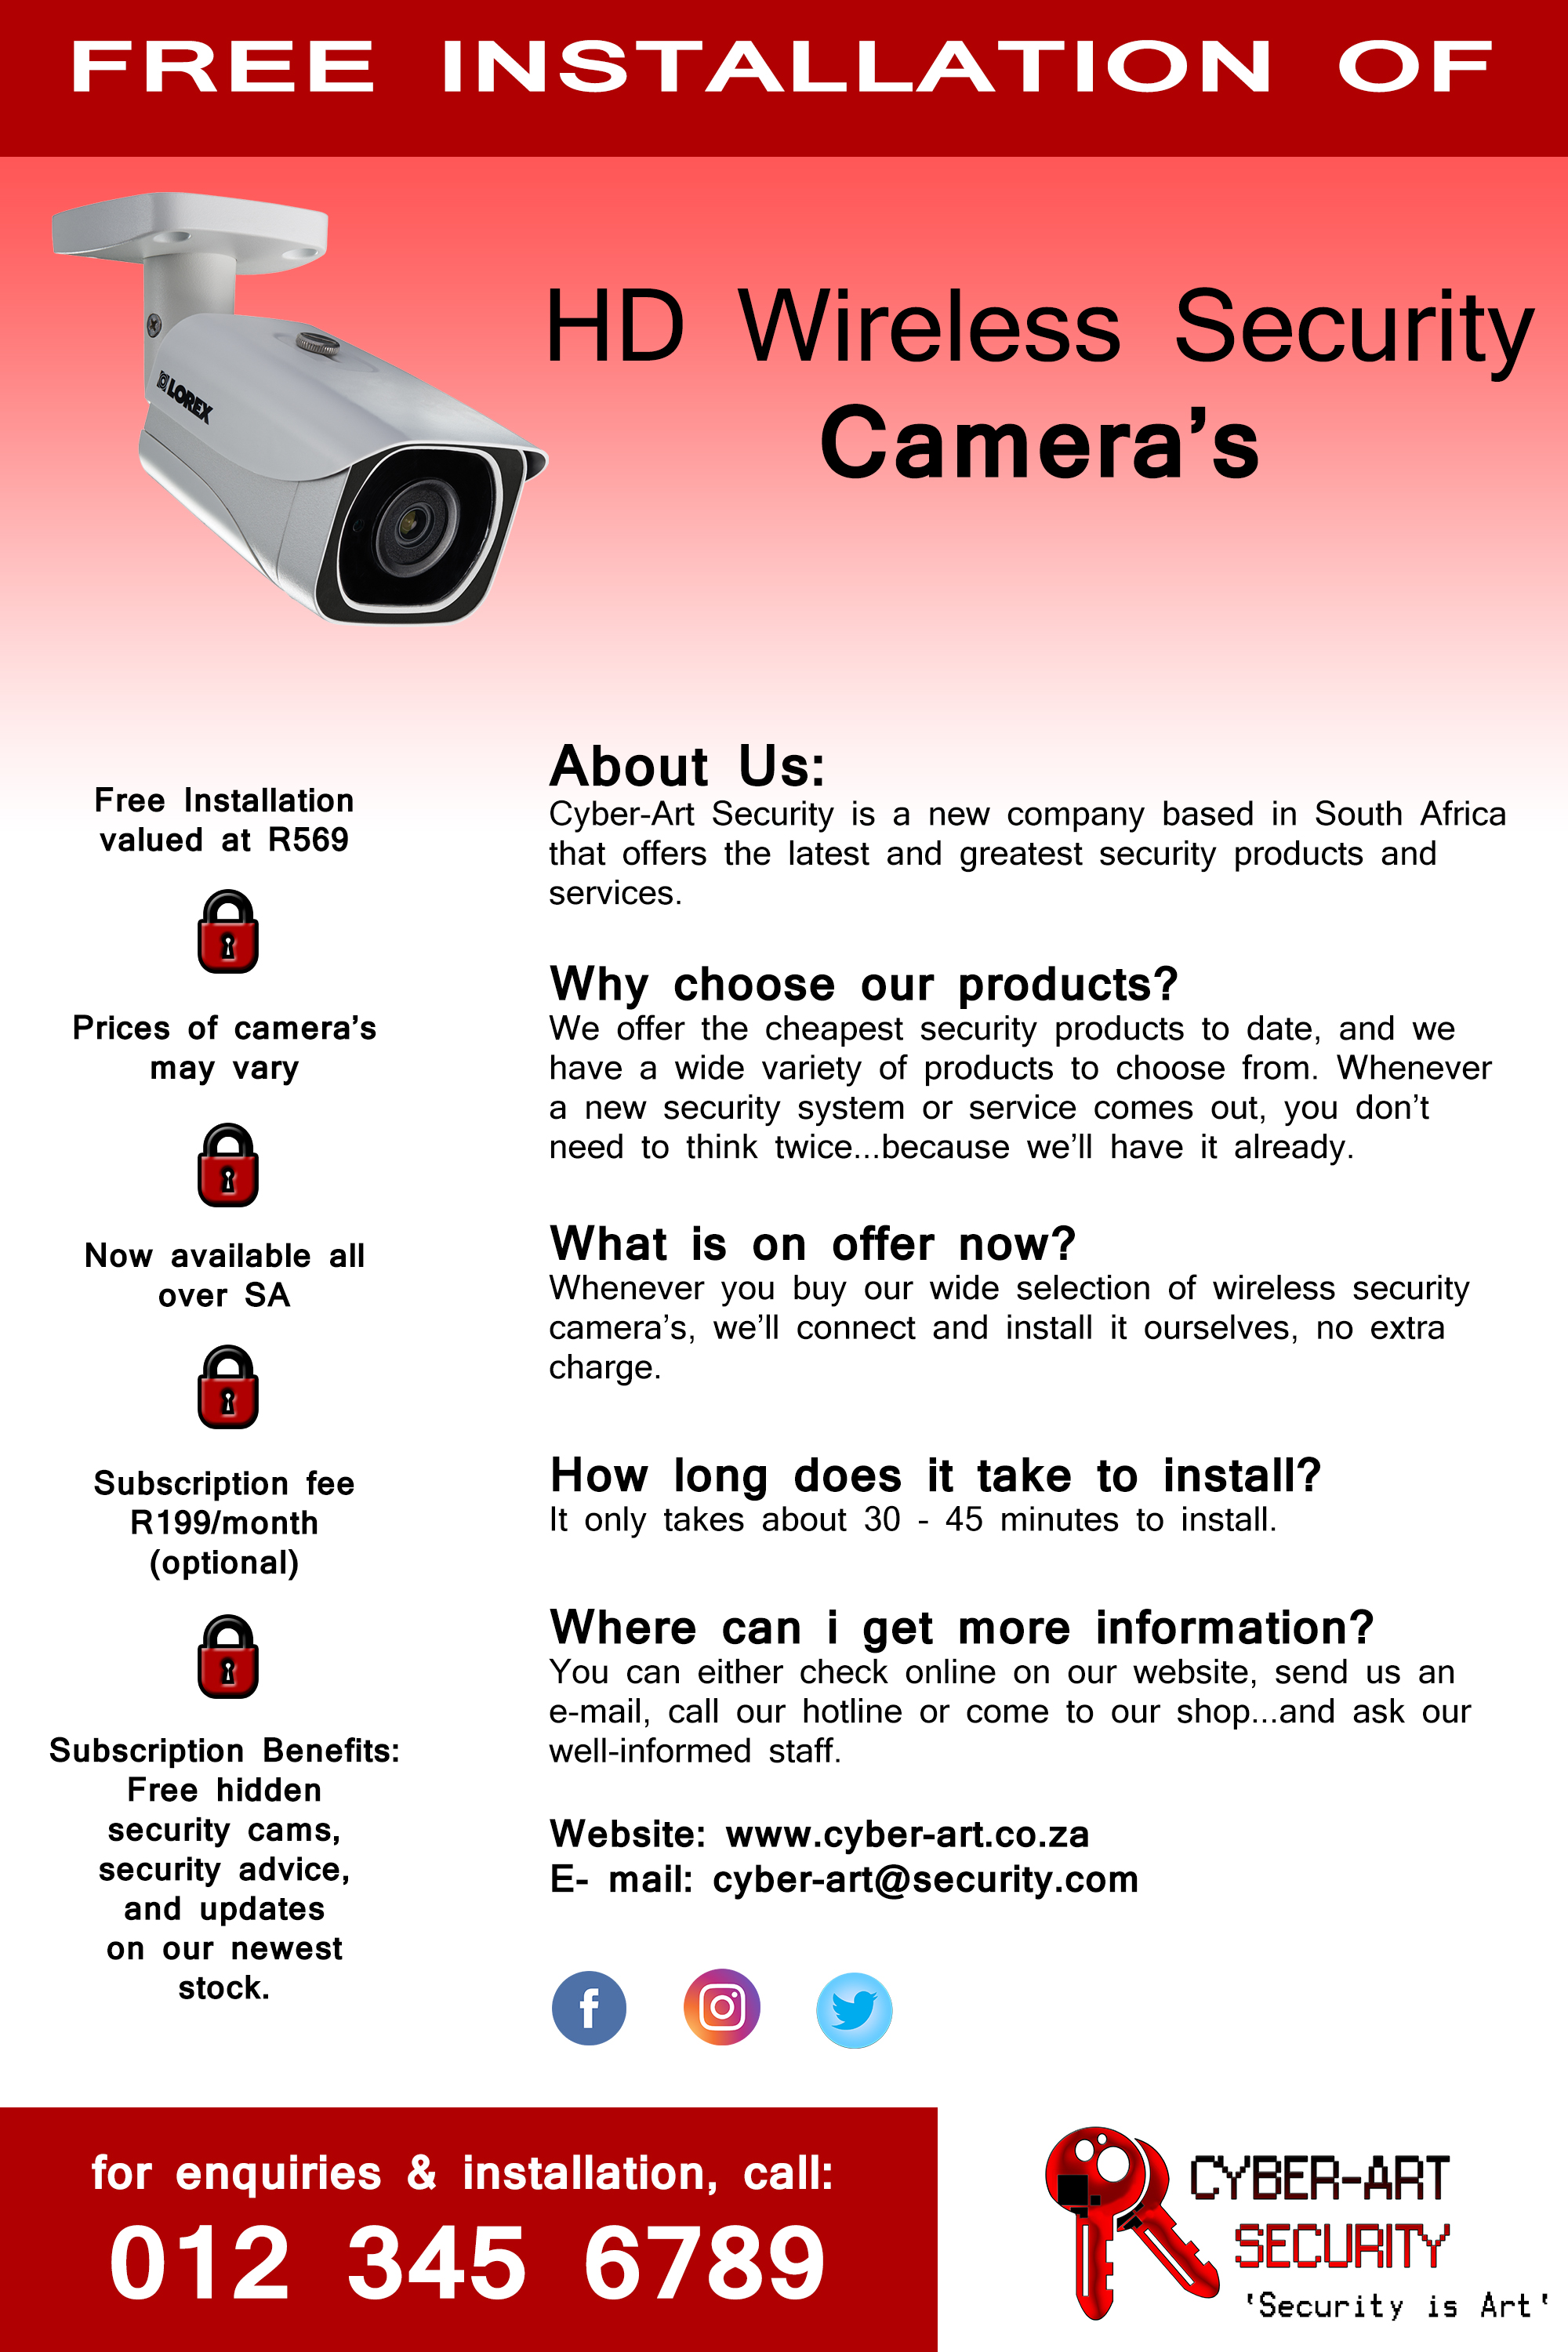 FREE INSTALLATION OF
LOREX
HD Wireless Security
Camera’s
Free Installation
valued at R569
Prices of camera’s
may vary
Now available all
over SA
Subscription fee
R199/month
(optional)
Subscription Benefits:
Free hidden
security cams,
security advice,
and updates
on our newest
stock.
About Us:
Cyber-Art Security is a new company based in South Africa
that offers the latest and greatest security products and
services.
Why choose our products?
We offer the cheapest security products to date, and we
have a wide variety of products to choose from. Whenever
a new security system or service comes out, you don’t
need to think twice...because we’ll have it already.
What is on offer now?
Whenever you buy our wide selection of wireless security
camera’s, we’ll connect and install it ourselves, no extra
charge.
How long does it take to install?
It only takes about 30 - 45 minutes to install.
Where can i get more information?
You can either check online on our website, send us an
e-mail, call our hotline or come to our shop...and ask our
well-informed staff.
Website: www.cyber-art.co.za
E- mail: cyber-art@security.com
f
for enquiries & installation, call:
012 345 6789
CYBER-ART
SECURITY
'Security is Art'